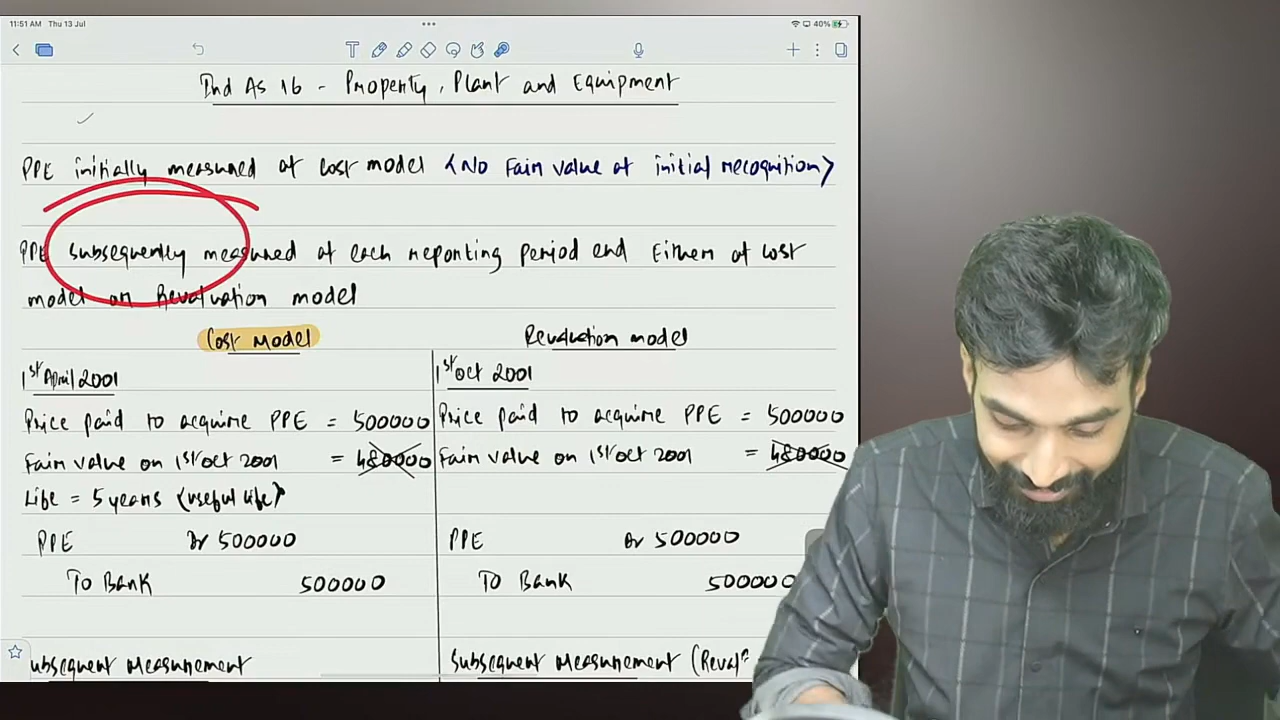 11:51 AM Thu 13 Jul
40%
Ind As 16 - Property, Plant and Equipment
PPE initially measured at cost model <No Fair value at initial recognition>
PPE subsequently measured at each reporting period end Either at cost
model or Revaluation model
Cost Model
1st April 2001
Price paid to acquire PPE = 500000
Fair value on 1st Oct 2001 = 480000
Life = 5 years (useful life)
PPE Dr 500000
To Bank 500000
ubsequent Measurement
Revaluation model
1st Oct 2001
Price paid to acquire PPE = 500000
Fair value on 1st Oct 2001 = 480000
PPE Dr 500000
To Bank 500000
Subsequent Measurement (Reval